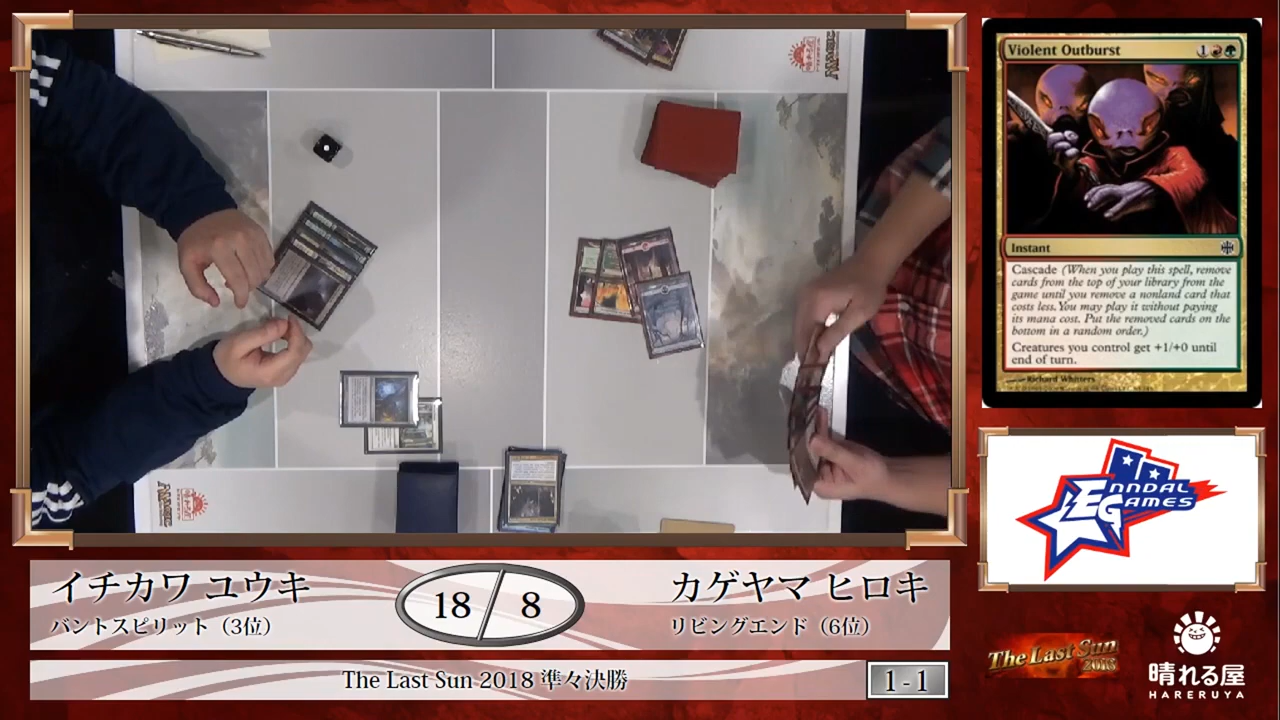 Violent Outburst
1
Instant
Cascade (When you play this spell, remove
cards from the top of your library from the
game until you remove a nonland card that
costs less. You may play it without paying
its mana cost. Put the removed cards on the
bottom in a random order.)
Creatures you control get +1/+0 until
end of turn.
Richard Whitters
ENNDAL
GAMES
イチカワ ユウキ
バントスピリット（3位）
18 / 8
カゲヤマ ヒロキ
リビングエンド（6位）
The Last Sun 2018 準々決勝
1 - 1
The Last Sun
2018
晴れる屋
HARERUYA